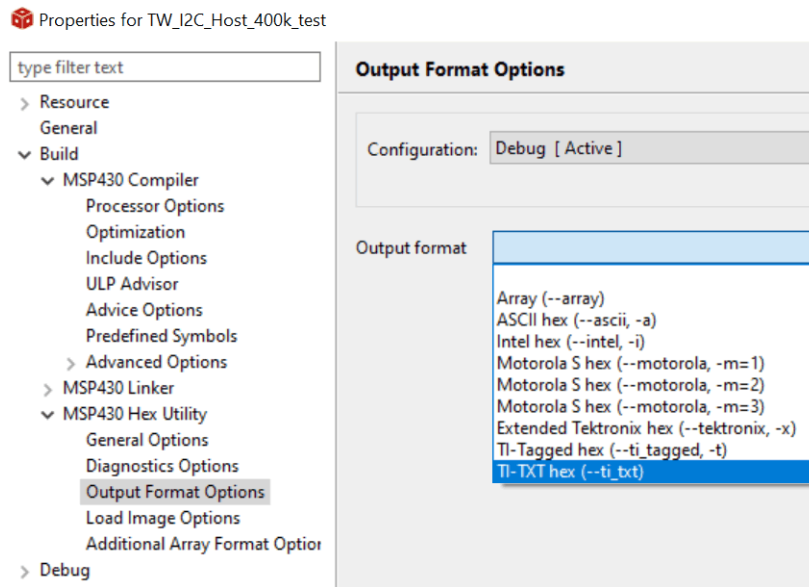 Properties for TW_I2C_Host_400k_test
type filter text
Resource
General
Build
MSP430 Compiler
Processor Options
Optimization
Include Options
ULP Advisor
Advice Options
Predefined Symbols
Advanced Options
MSP430 Linker
MSP430 Hex Utility
General Options
Diagnostics Options
Output Format Options
Load Image Options
Additional Array Format Option
Debug
Output Format Options
Configuration: Debug [ Active ]
Output format
Array (--array)
ASCII hex (--ascii, -a)
Intel hex (--intel, -i)
Motorola S hex (--motorola, -m=1)
Motorola S hex (--motorola, -m=2)
Motorola S hex (--motorola, -m=3)
Extended Tektronix hex (--tektronix, -x)
TI-Tagged hex (--ti_tagged, -t)
TI-TXT hex (--ti_txt)